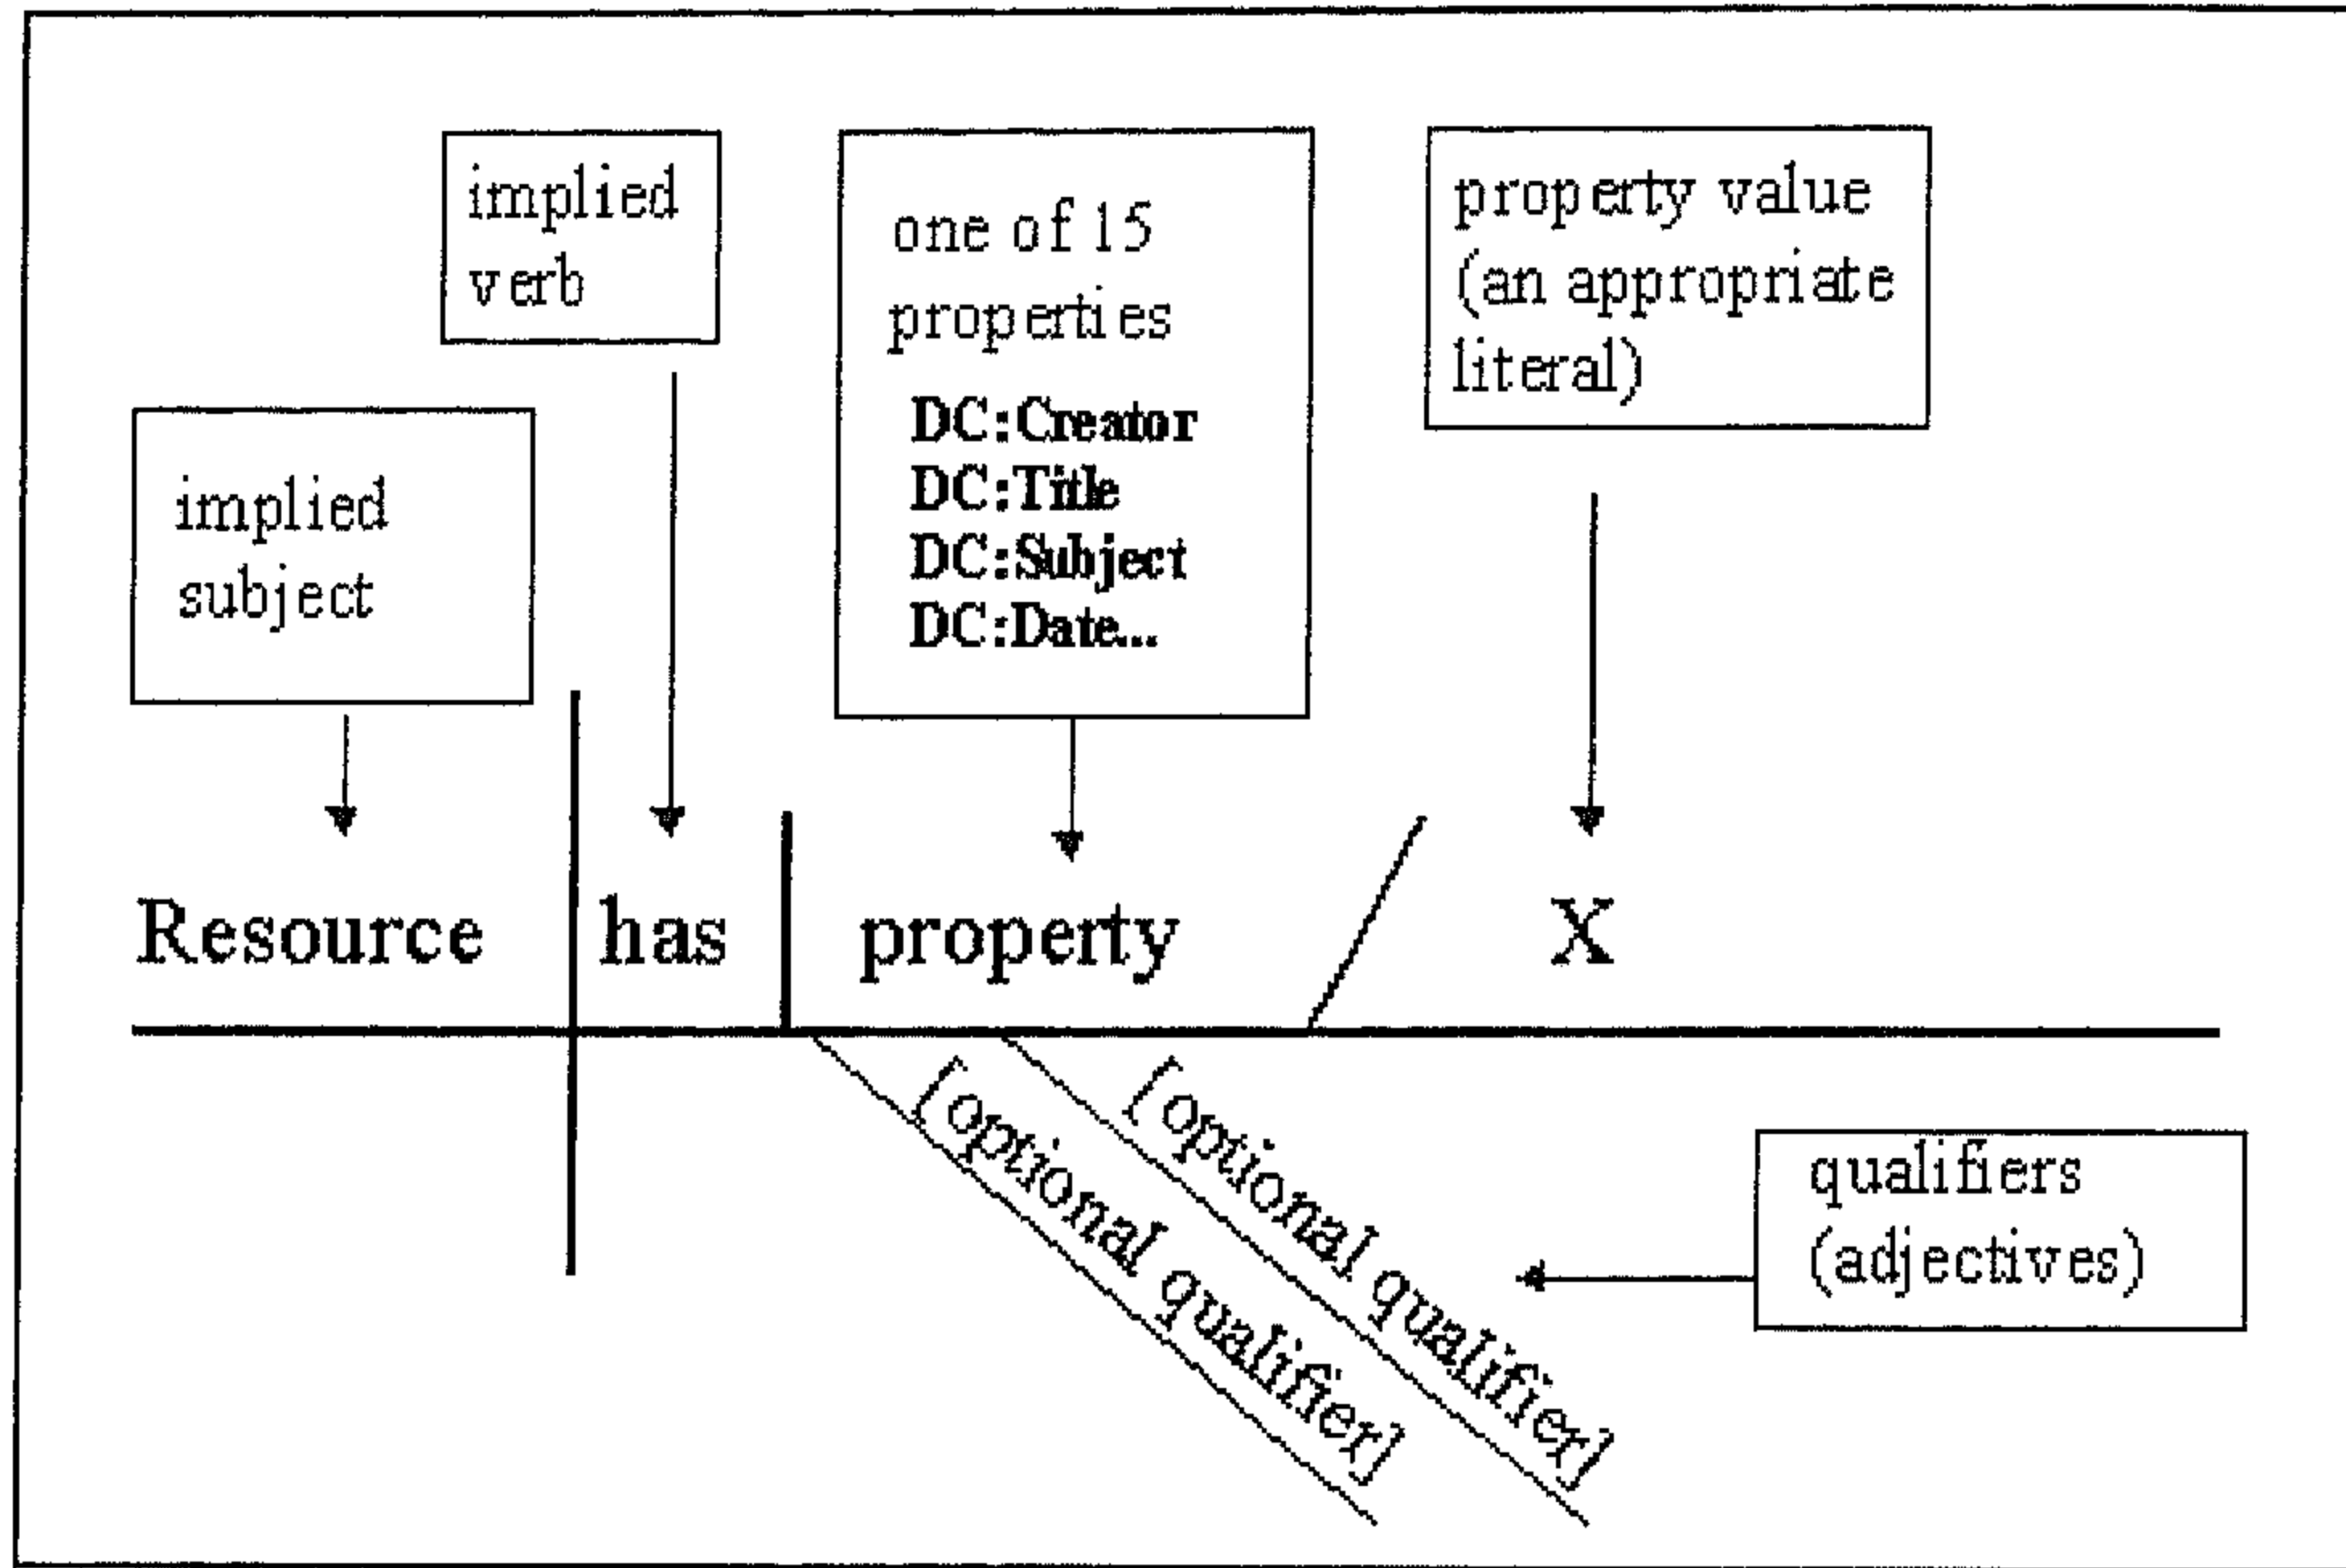 implied
verb
one of 15
properties
DC:Creator
DC:Title
DC:Subject
DC:Date...
property value
(an appropriate
literal)
implied
subject
Resource has property X
[optional qualifier]
[optional qualifier]
qualifiers
(adjectives)